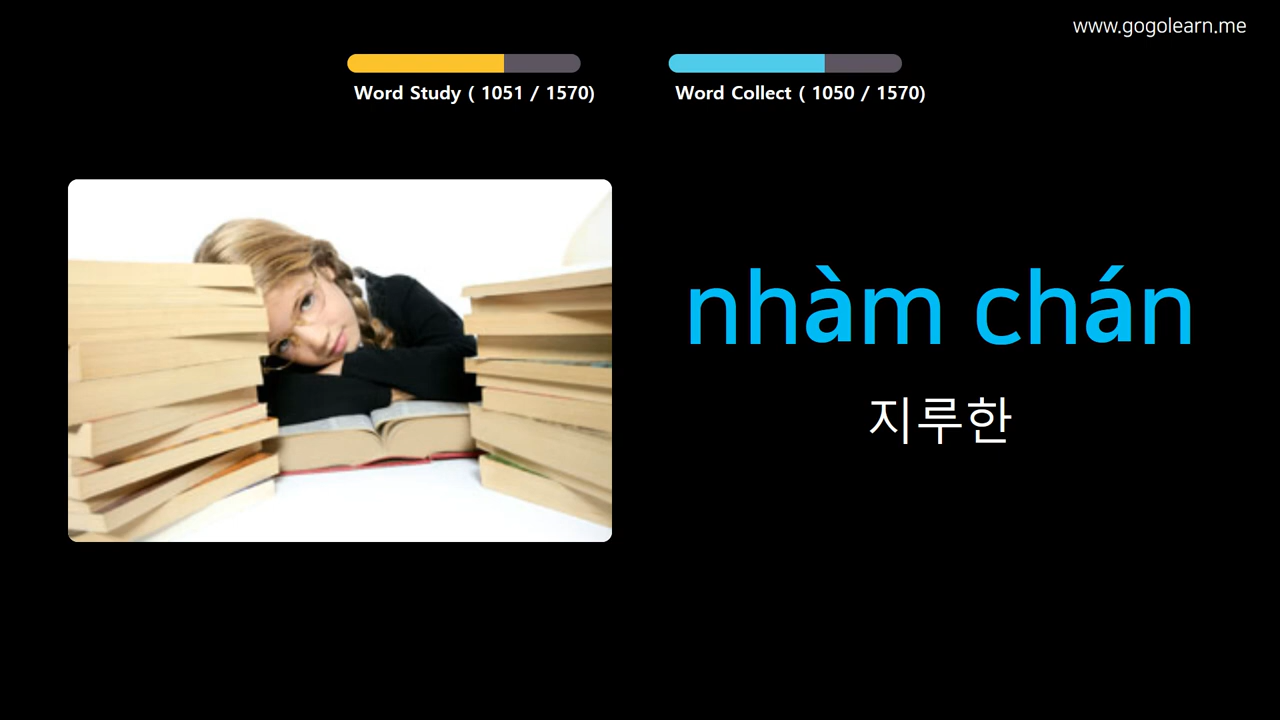 www.gogolearn.me
Word Study ( 1051 / 1570)
Word Collect ( 1050 / 1570)
nhàm chán
지루한